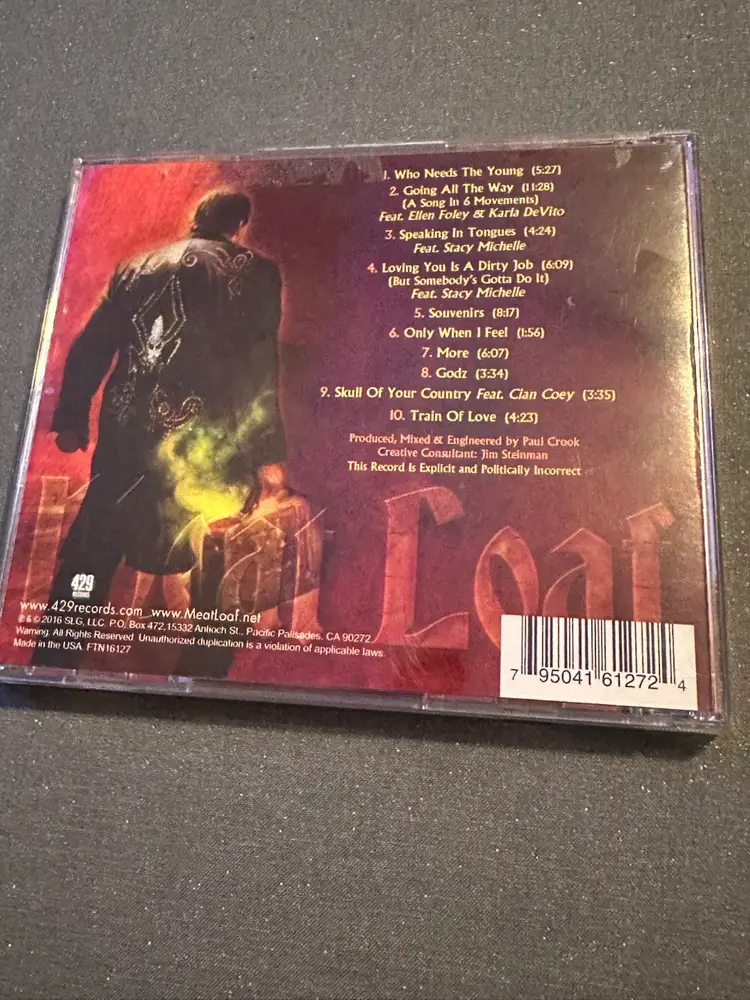 1. Who Needs The Young (5:27)
2. Going All The Way (11:28)
(A Song In 6 Movements)
Feat. Ellen Foley & Karla DeVito
3. Speaking In Tongues (4:24)
Feat. Stacy Michelle
4. Loving You Is A Dirty Job (6:09)
(But Somebody's Gotta Do It)
Feat. Stacy Michelle
5. Souvenirs (8:17)
6. Only When I Feel (1:56)
7. More (6:07)
8. Godz (3:34)
9. Skull Of Your Country Feat. Cian Coey (3:35)
10. Train Of Love (4:23)
Produced, Mixed & Engineered by Paul Crook
Creative Consultant: Jim Steinman
This Record Is Explicit and Politically Incorrect
Meat Loaf
429
RECORDS
www.429records.com www.MeatLoaf.net
℗ & © 2016 SLG, LLC. P.O. Box 472,15332 Antioch St., Pacific Palisades, CA 90272
Warning. All Rights Reserved. Unauthorized duplication is a violation of applicable laws.
Made in the USA. FTN16127
7 95041 61272 4